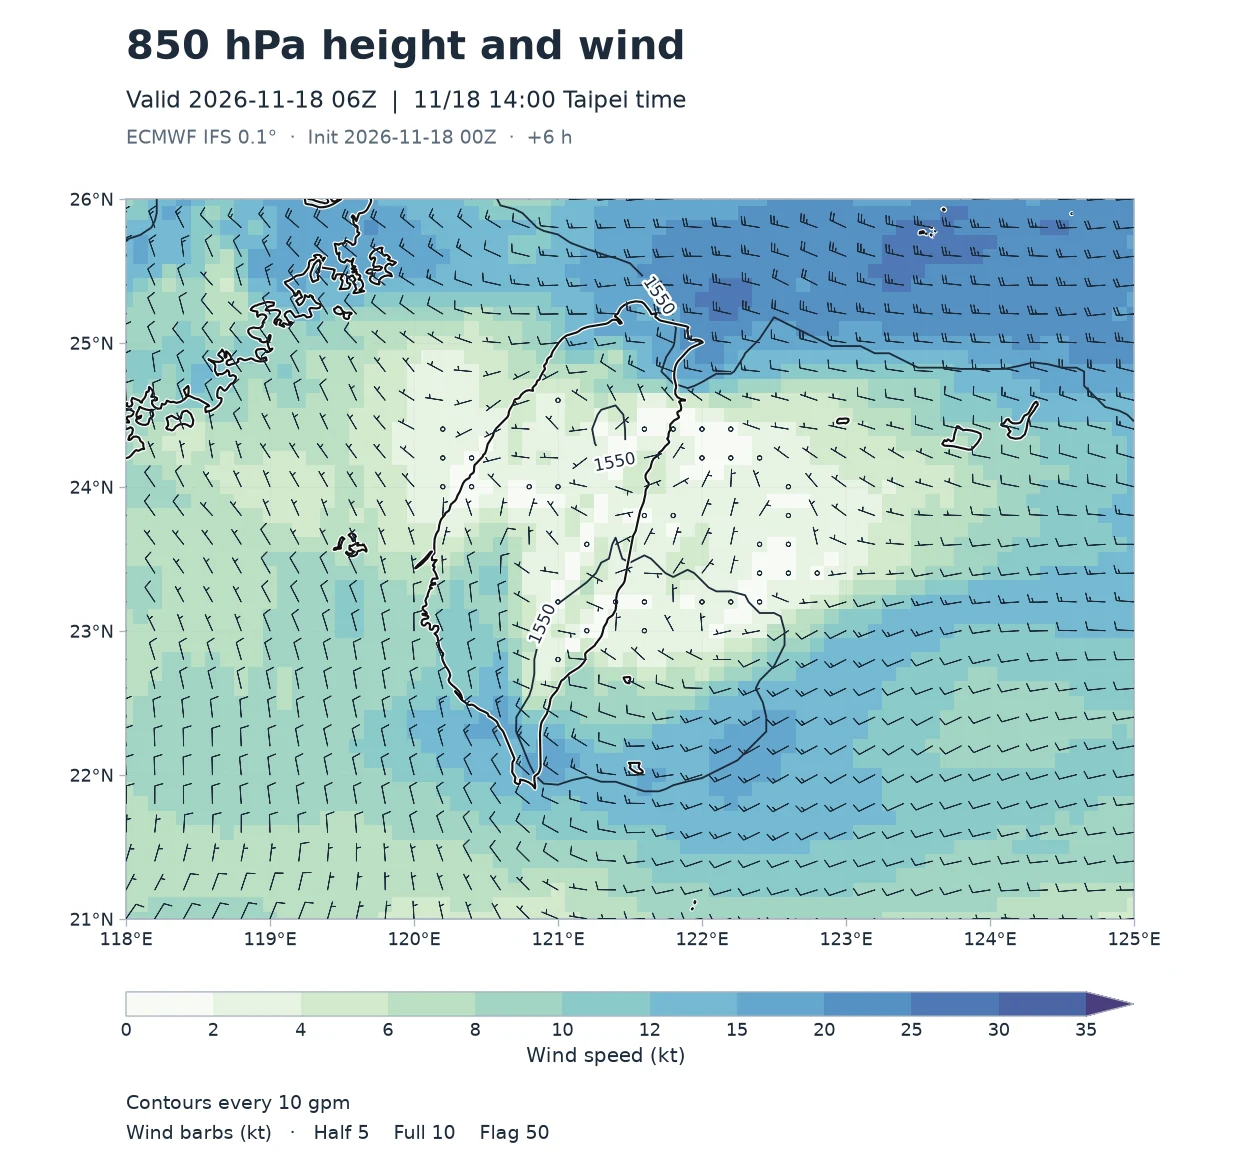 850 hPa height and wind
Valid 2026-11-18 06Z | 11/18 14:00 Taipei time
ECMWF IFS 0.1° · Init 2026-11-18 00Z · +6 h
26°N
25°N
24°N
23°N
22°N
21°N
1550
1550
1550
118°E 119°E 120°E 121°E 122°E 123°E 124°E 125°E
0 2 4 6 8 10 12 15 20 25 30 35
Wind speed (kt)
Contours every 10 gpm
Wind barbs (kt) · Half 5 Full 10 Flag 50